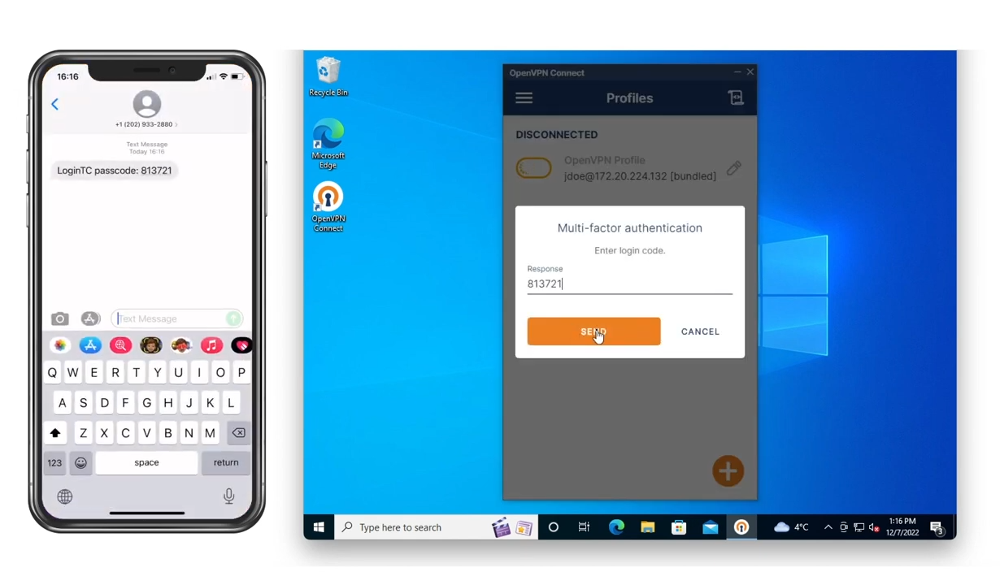 16:16
+1 (202) 933-2880 >
Text Message
Today 16:16
LoginTC passcode: 813721
Text Message
Q W E R T Y U I O P
A S D F G H J K L
Z X C V B N M
123
space
return
Recycle Bin
Microsoft
Edge
OpenVPN
Connect
OpenVPN Connect
Profiles
DISCONNECTED
OpenVPN Profile
jdoe@172.20.224.132 [bundled]
Multi-factor authentication
Enter login code.
Response
813721
SEND
CANCEL
Type here to search
4°C
1:16 PM
12/7/2022
3